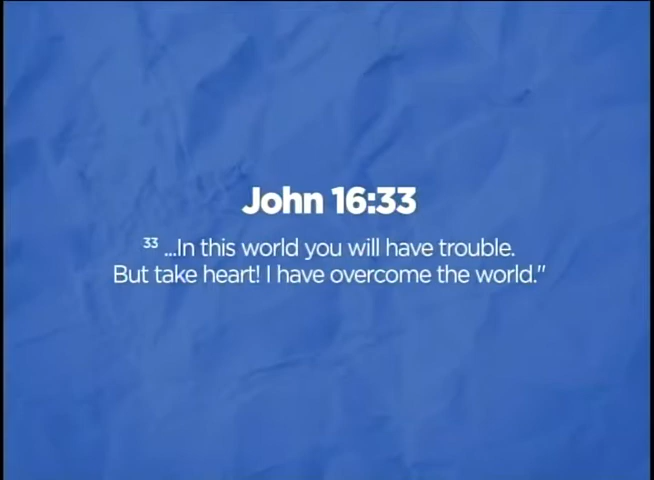 John 16:33
33 ...In this world you will have trouble.
But take heart! I have overcome the world."